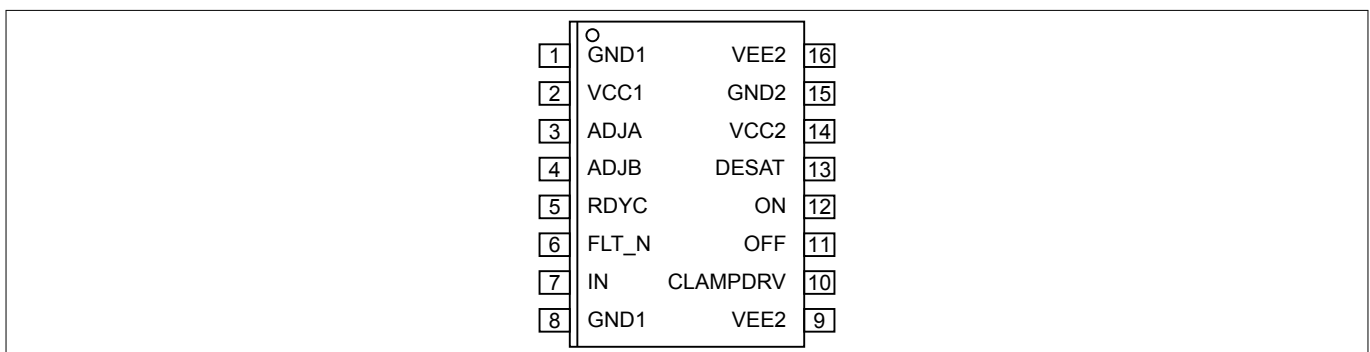 1 GND1 VEE2 16
2 VCC1 GND2 15
3 ADJA VCC2 14
4 ADJB DESAT 13
5 RDYC ON 12
6 FLT_N OFF 11
7 IN CLAMPDRV 10
8 GND1 VEE2 9